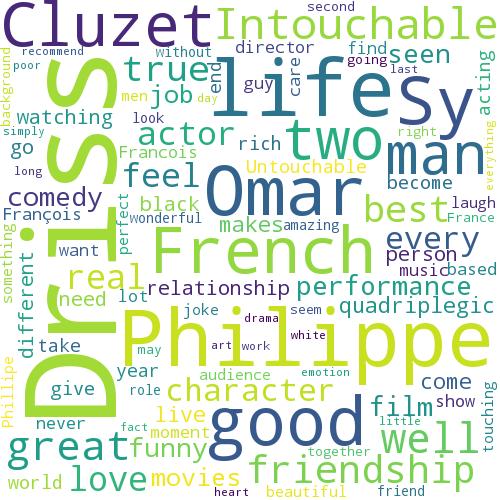 second
Cluzet
Intouchable
background
recommend
without
director
find
seen
going
poor
true
end
guy
care
last
acting
men
day
life
Sy
watching
job
look
simply
actor
rich
two
right
everything
go
Francois
man
long
feel
Untouchable
become
Driss
comedy
black
Omar
best
laugh
François
perfect
wonderful
makes
amazing
every
France
something
want
French
person
music
based
different
real
relationship
performance
need
lot
joke
seem
drama
white
quadriplegic
take
may
Philippe
art
work
year
audience
emotion
give
role
character
come
Phillipe
never
live
good
film
show
touching
great
fact
moment
little
well
funny
together
friendship
world
love
movies
heart
beautiful
friend